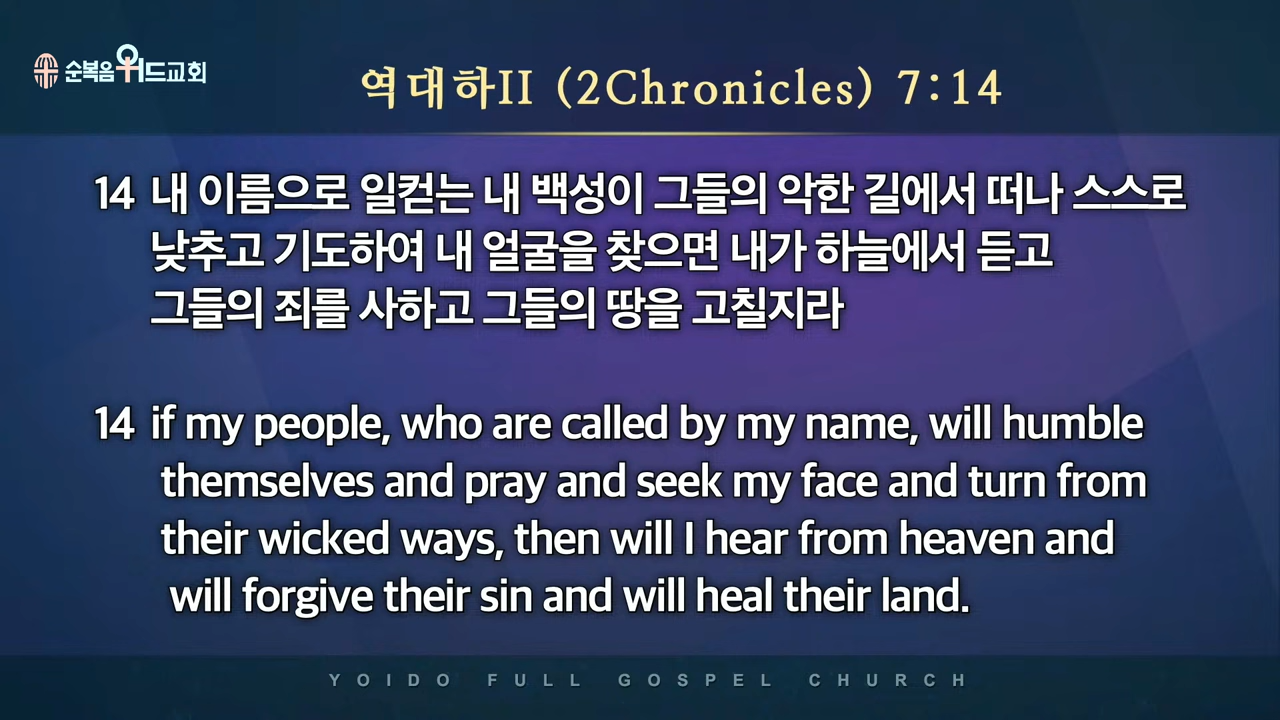 순복음위드교회
역대하II (2Chronicles) 7:14
14 내 이름으로 일컫는 내 백성이 그들의 악한 길에서 떠나 스스로
낮추고 기도하여 내 얼굴을 찾으면 내가 하늘에서 듣고
그들의 죄를 사하고 그들의 땅을 고칠지라
14 if my people, who are called by my name, will humble
themselves and pray and seek my face and turn from
their wicked ways, then will I hear from heaven and
will forgive their sin and will heal their land.
YOIDO FULL GOSPEL CHURCH